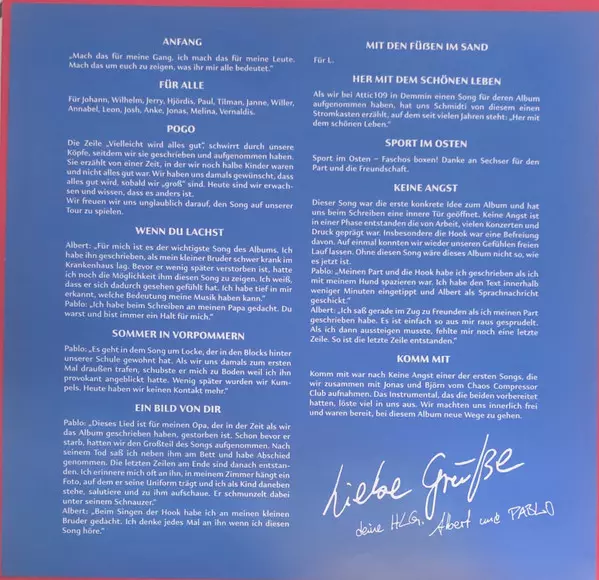 ANFANG
„Mach das für meine Gang, ich mach das für meine Leute.
Mach das um euch zu zeigen, was ihr mir alle bedeutet.“
FÜR ALLE
Für Johann, Wilhelm, Jerry, Hjördis, Paul, Tilman, Janne, Willer,
Annabel, Leon, Josh, Anke, Jonas, Melina, Vernaldis.
POGO
Die Zeile „Vielleicht wird alles gut“, schwirrt durch unsere
Köpfe, seitdem wir sie geschrieben und aufgenommen haben.
Sie erzählt von einer Zeit, in der wir noch halbe Kinder waren
und nicht alles gut war. Wir haben uns damals gewünscht, dass
alles gut wird, sobald wir „groß“ sind. Heute sind wir erwach-
sen und wissen, dass es anders ist.
Wir freuen wir uns unglaublich darauf, den Song auf unserer
Tour zu spielen.
WENN DU LACHST
Albert: „Für mich ist es der wichtigste Song des Albums. Ich
habe ihn geschrieben, als mein kleiner Bruder schwer krank im
Krankenhaus lag. Bevor er wenig später verstorben ist, hatte
ich noch die Möglichkeit ihm diesen Song zu zeigen. Ich weiß,
dass er sich dadurch gesehen gefühlt hat. Ich habe tief in mir
erkannt, welche Bedeutung meine Musik haben kann.“
Pablo: „Ich habe beim Schreiben an meinen Papa gedacht. Du
warst und bist immer ein Halt für mich.“
SOMMER IN VORPOMMERN
Pablo: „Es geht in dem Song um Locke, der in den Blocks hinter
unserer Schule gewohnt hat. Als wir uns damals zum ersten
Mal draußen trafen, schubste er mich zu Boden weil ich ihn
provokant angeblickt hatte. Wenig später wurden wir Kum-
pels. Heute haben wir keinen Kontakt mehr.“
EIN BILD VON DIR
Pablo: „Dieses Lied ist für meinen Opa, der in der Zeit als wir
das Album geschrieben haben, gestorben ist. Schon bevor er
starb, hatten wir den Großteil des Songs aufgenommen. Nach
seinem Tod saß ich neben ihm am Bett und habe Abschied
genommen. Die letzten Zeilen am Ende sind danach entstan-
den. Ich erinnere mich oft an ihn, in meinem Zimmer hängt ein
Foto, auf dem er seine Uniform trägt und ich als Kind daneben
stehe, salutiere und zu ihm aufschaue. Er schmunzelt dabei
unter seinem Schnauzer.“
Albert: „Beim Singen der Hook habe ich an meinen kleinen
Bruder gedacht. Ich denke jedes Mal an ihn wenn ich diesen
Song höre.“
MIT DEN FÜẞEN IM SAND
Für L.
HER MIT DEM SCHÖNEN LEBEN
Als wir bei Attic109 in Demmin einen Song für deren Album
aufgenommen haben, hat uns Schmidti von diesem einen
Stromkasten erzählt, auf dem seit vielen Jahren steht: „Her mit
dem schönen Leben.“
SPORT IM OSTEN
Sport im Osten – Faschos boxen! Danke an Sechser für den
Part und die Freundschaft.
KEINE ANGST
Dieser Song war die erste konkrete Idee zum Album und hat
uns beim Schreiben eine innere Tür geöffnet. Keine Angst ist
in einer Phase entstanden die von Arbeit, vielen Konzerten und
Druck geprägt war. Insbesondere die Hook war eine Befreiung
davon. Auf einmal konnten wir wieder unseren Gefühlen freien
Lauf lassen. Ohne diesen Song wäre dieses Album nicht so, wie
es jetzt ist.
Pablo: „Meinen Part und die Hook habe ich geschrieben als ich
mit meinem Hund spazieren war. Ich habe den Text innerhalb
weniger Minuten eingetippt und Albert als Sprachnachricht
geschickt.“
Albert: „Ich saß gerade im Zug zu Freunden als ich meinen Part
geschrieben habe. Es ist einfach so aus mir raus gesprudelt.
Als ich dann aussteigen musste, fehlte mir noch eine letzte
Zeile. So ist die letzte Zeile entstanden.“
KOMM MIT
Komm mit war nach Keine Angst einer der ersten Songs, die
wir zusammen mit Jonas und Björn vom Chaos Compressor
Club aufnahmen. Das Instrumental, das die beiden vorbereitet
hatten, löste viel in uns aus. Wir machten uns innerlich frei
und waren bereit, bei diesem Album neue Wege zu gehen.
Liebe Grüße
deine H.L.G. Albert und PABLO